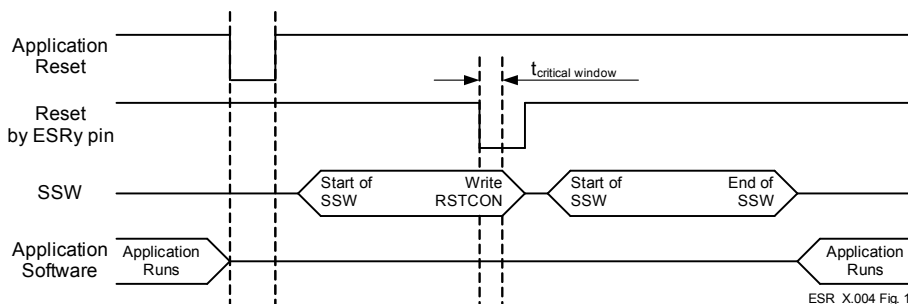 Application
Reset
t critical window
Reset
by ESRy pin
SSW
Start of
SSW
Write
RSTCON
Start of
SSW
End of
SSW
Application
Software
Application
Runs
Application
Runs
ESR_X.004 Fig. 1